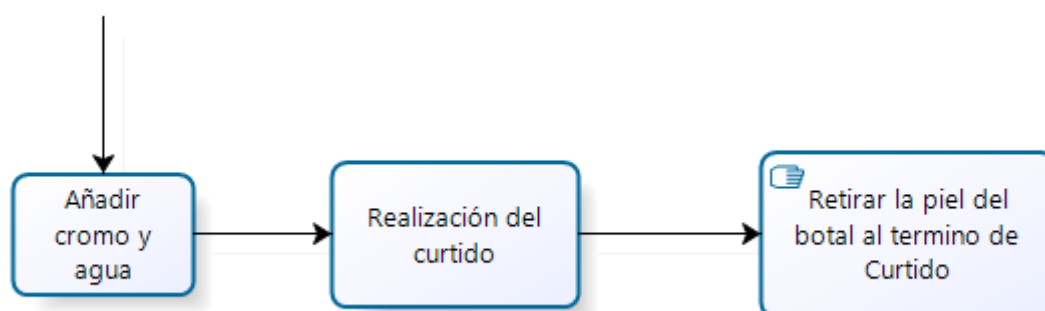 Añadir
cromo y
agua
Realización del
curtido
Retirar la piel del
botal al termino de
Curtido